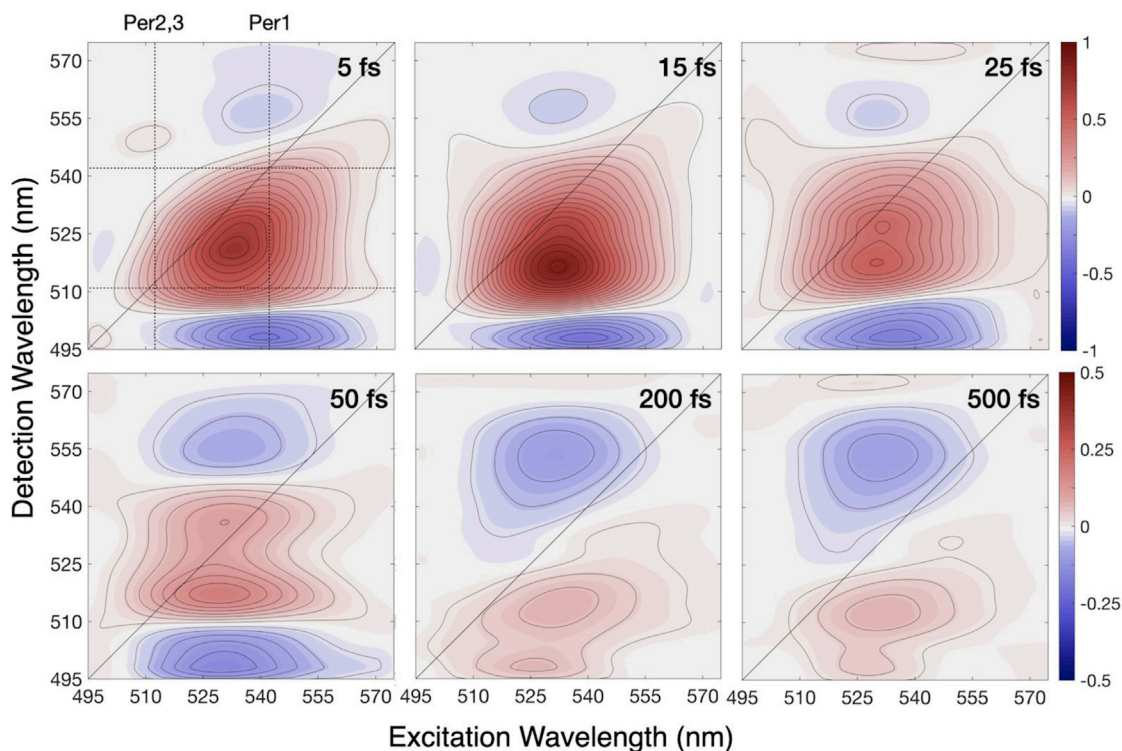 Per2,3 Per1
5 fs 15 fs 25 fs
570 555 540 525 510 495
1 0.5 0 -0.5 -1
50 fs 200 fs 500 fs
570 555 540 525 510 495
0.5 0.25 0 -0.25 -0.5
495 510 525 540 555 570 495 510 525 540 555 570 495 510 525 540 555 570
Detection Wavelength (nm)
Excitation Wavelength (nm)